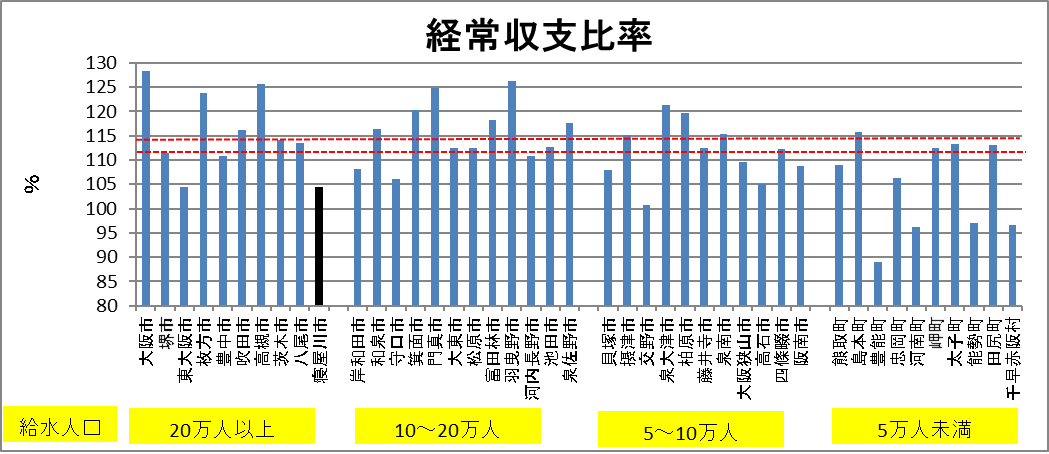 経常収支比率
%
130
125
120
115
110
105
100
95
90
85
80
大阪市
堺市
東大阪市
枚方市
豊中市
吹田市
高槻市
茨木市
八尾市
寝屋川市
岸和田市
和泉市
守口市
箕面市
門真市
大東市
松原市
富田林市
羽曳野市
河内長野市
池田市
泉佐野市
貝塚市
摂津市
交野市
泉大津市
柏原市
藤井寺市
泉南市
大阪狭山市
高石市
四條畷市
阪南市
熊取町
島本町
豊能町
忠岡町
河南町
岬町
太子町
能勢町
田尻町
千早赤阪村
給水人口
20万人以上
10～20万人
5～10万人
5万人未満